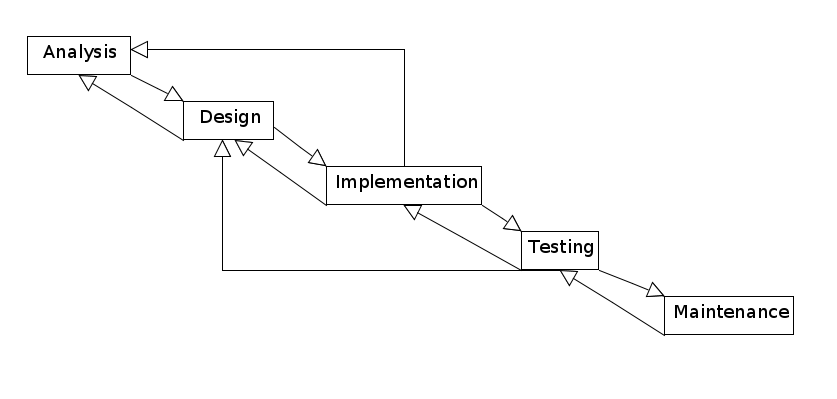 Analysis
Design
Implementation
Testing
Maintenance